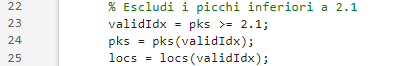 22 % Escludi i picchi inferiori a 2.1
23 validIdx = pks >= 2.1;
24 pks = pks(validIdx);
25 locs = locs(validIdx);